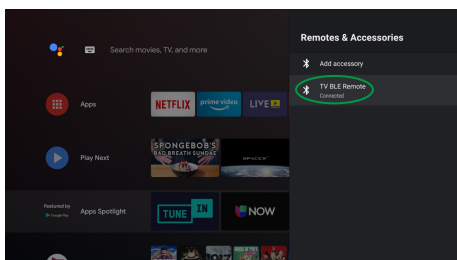 Search movies, TV, and more
Remotes & Accessories
Add accessory
TV BLE Remote
Connected
Apps
NETFLIX
prime video
LIVE
Play Next
SPONGEBOB'S
BAD BREATH SUNDAE
SPACEX
Featured by
Google Play
Apps Spotlight
TUNE IN
NOW